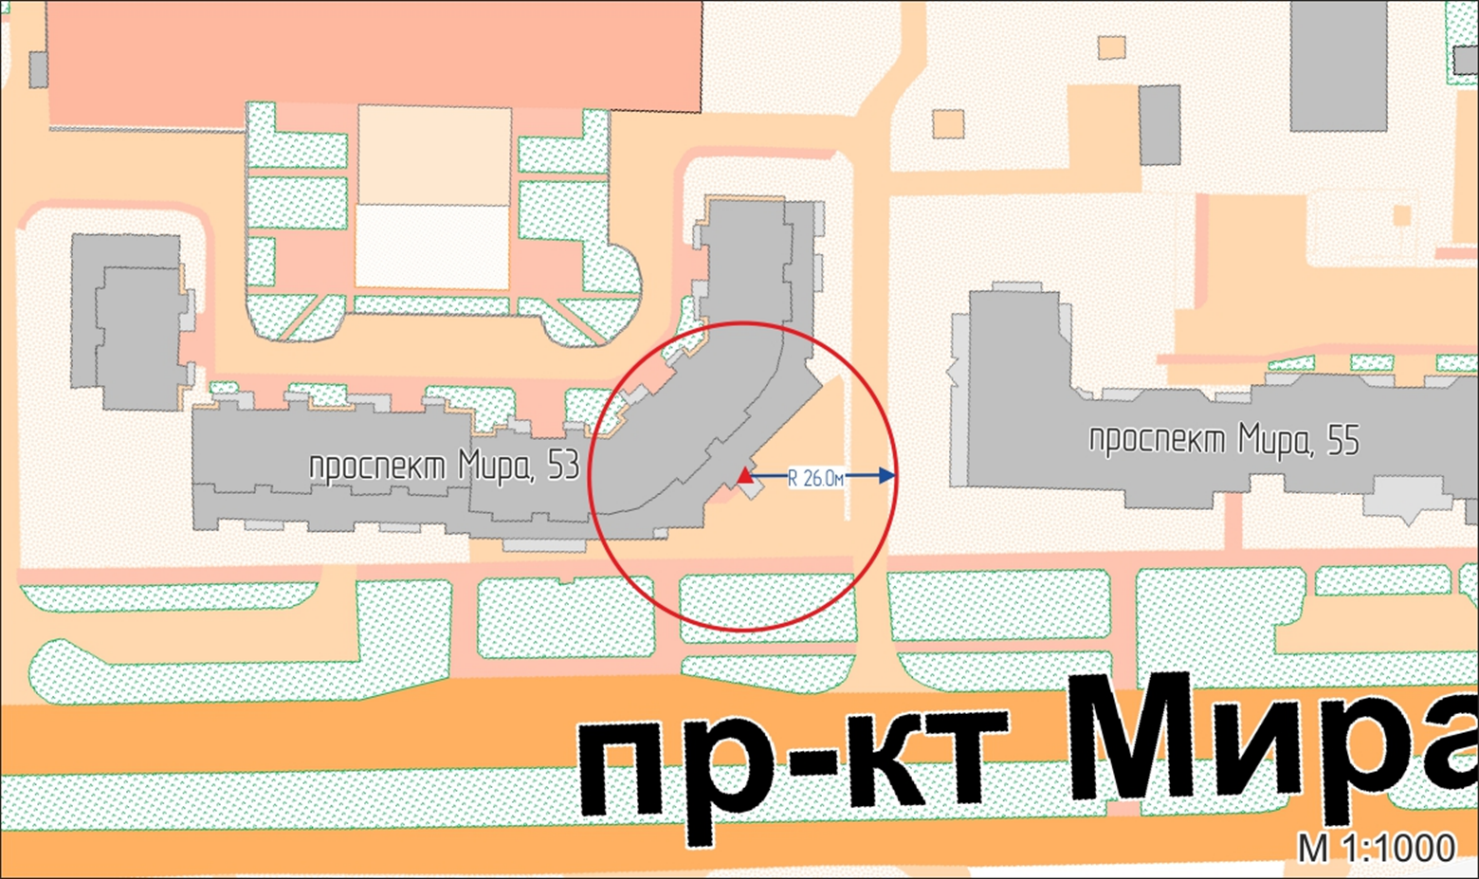 проспект Мира, 53
R 26.0м
проспект Мира, 55
пр-кт Мира
М 1:1000